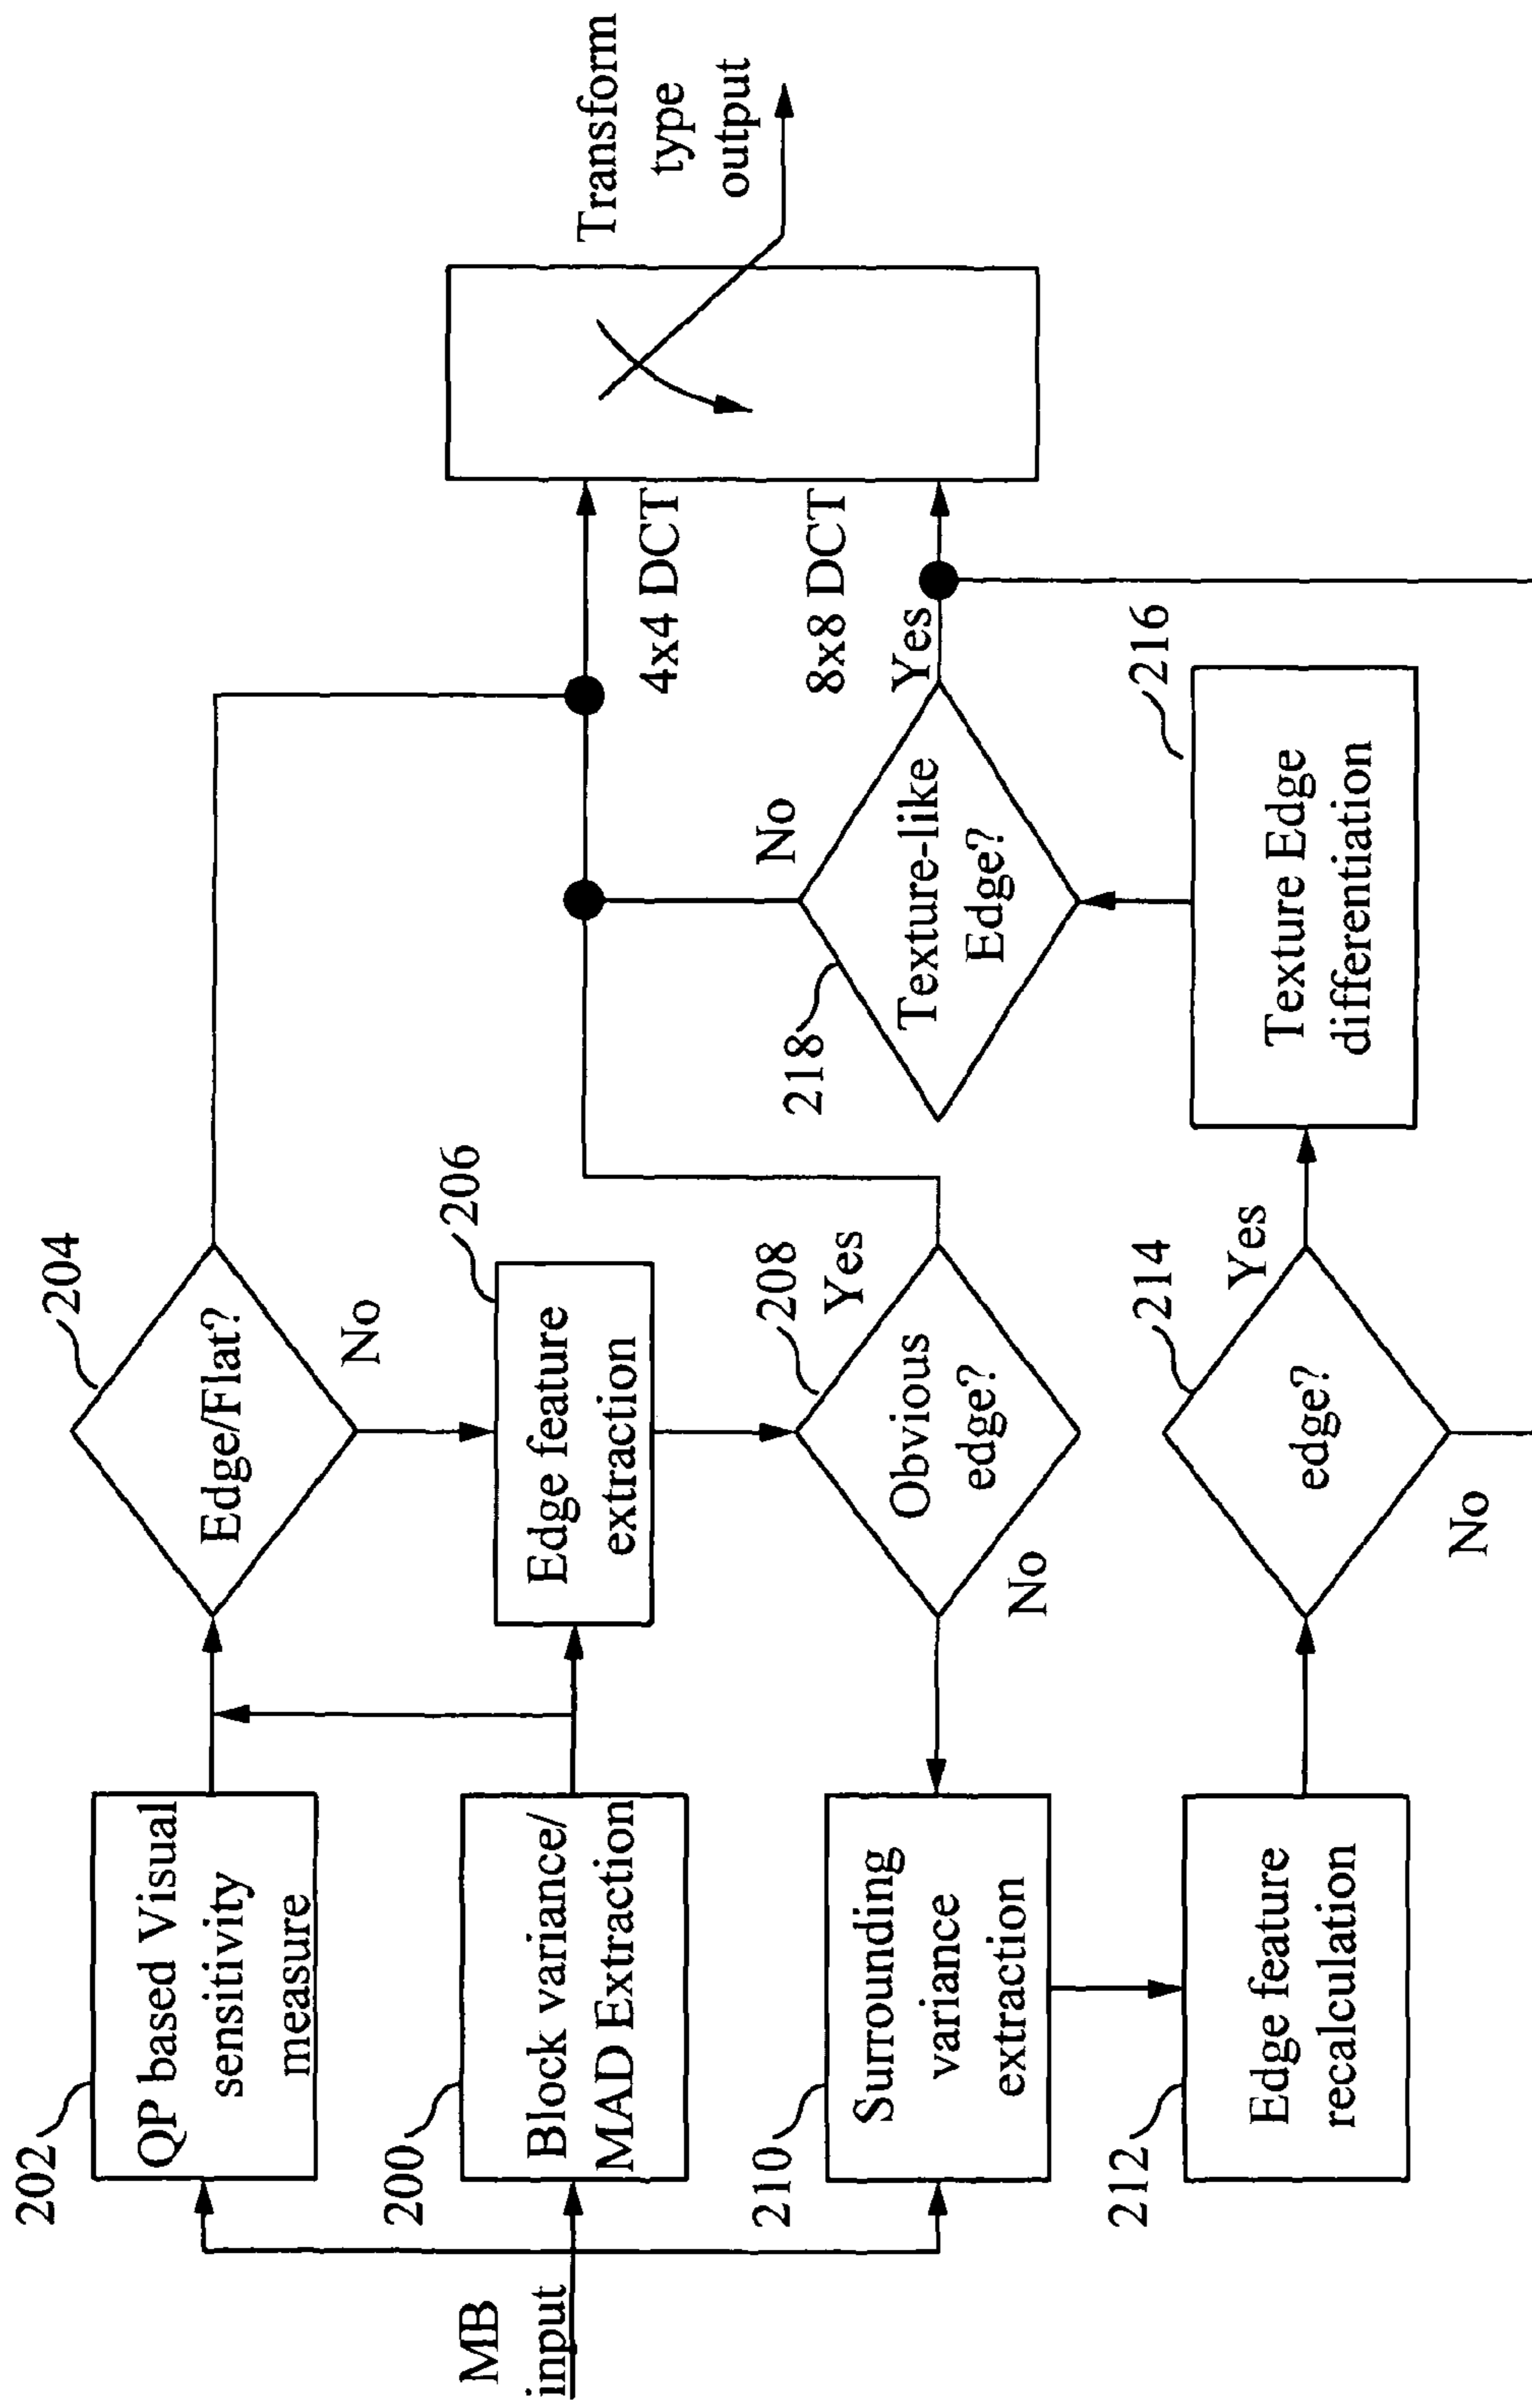 202
QP based Visual
sensitivity
measure
204
Edge/Flat?
No
MB
input
200
Block variance/
MAD Extraction
206
Edge feature
extraction
Transform
type
output
4x4 DCT
8x8 DCT
210
Surrounding
variance
extraction
208
Yes
Obvious
edge?
No
218
Texture-like
Edge?
No
Yes
212
Edge feature
recalculation
214
edge?
Yes
No
216
Texture Edge
differentiation